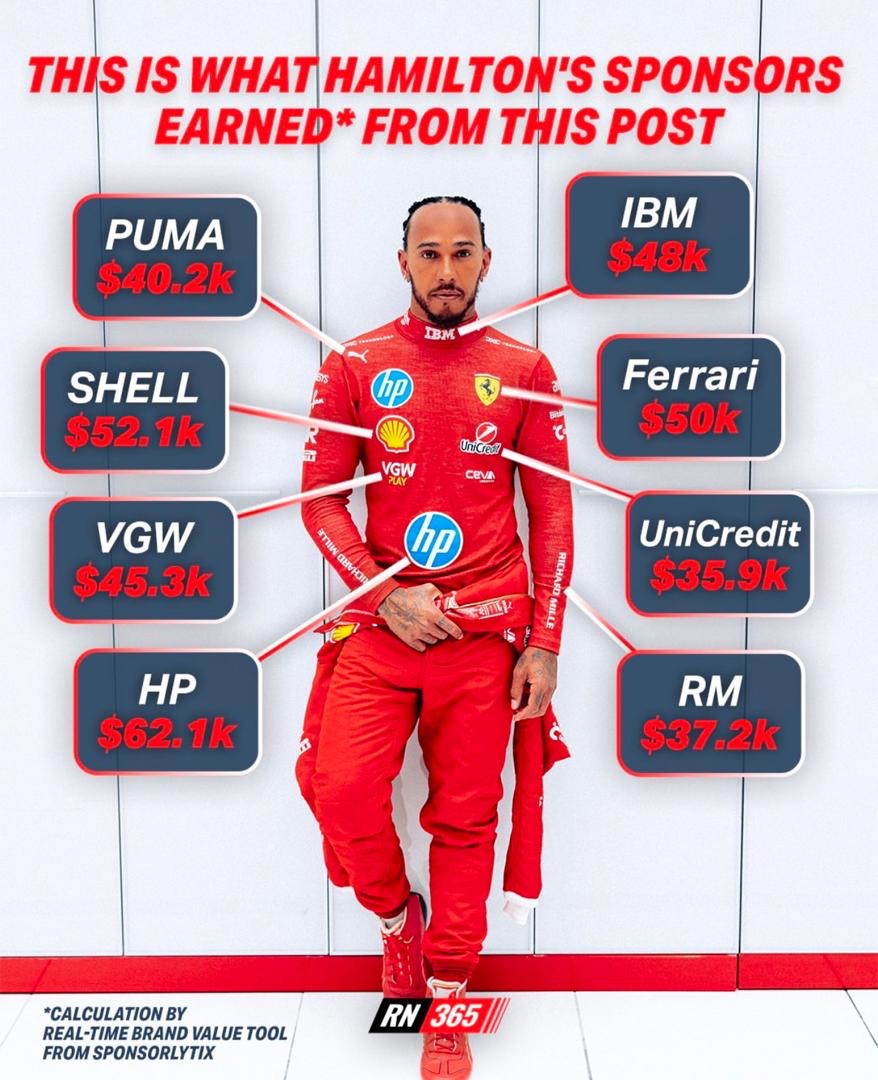 THIS IS WHAT HAMILTON'S SPONSORS
EARNED* FROM THIS POST
PUMA
$40.2k
IBM
$48k
SHELL
$52.1k
Ferrari
$50k
VGW
$45.3k
UniCredit
$35.9k
HP
$62.1k
RM
$37.2k
IBM
TECHNOLOGY
TECHNOLOGY
hp
UniCredit
VGW
PLAY
CEVA
hp
RICHARD MILLE
RICHARD MILLE
*CALCULATION BY
REAL-TIME BRAND VALUE TOOL
FROM SPONSORLYTIX
RN 365